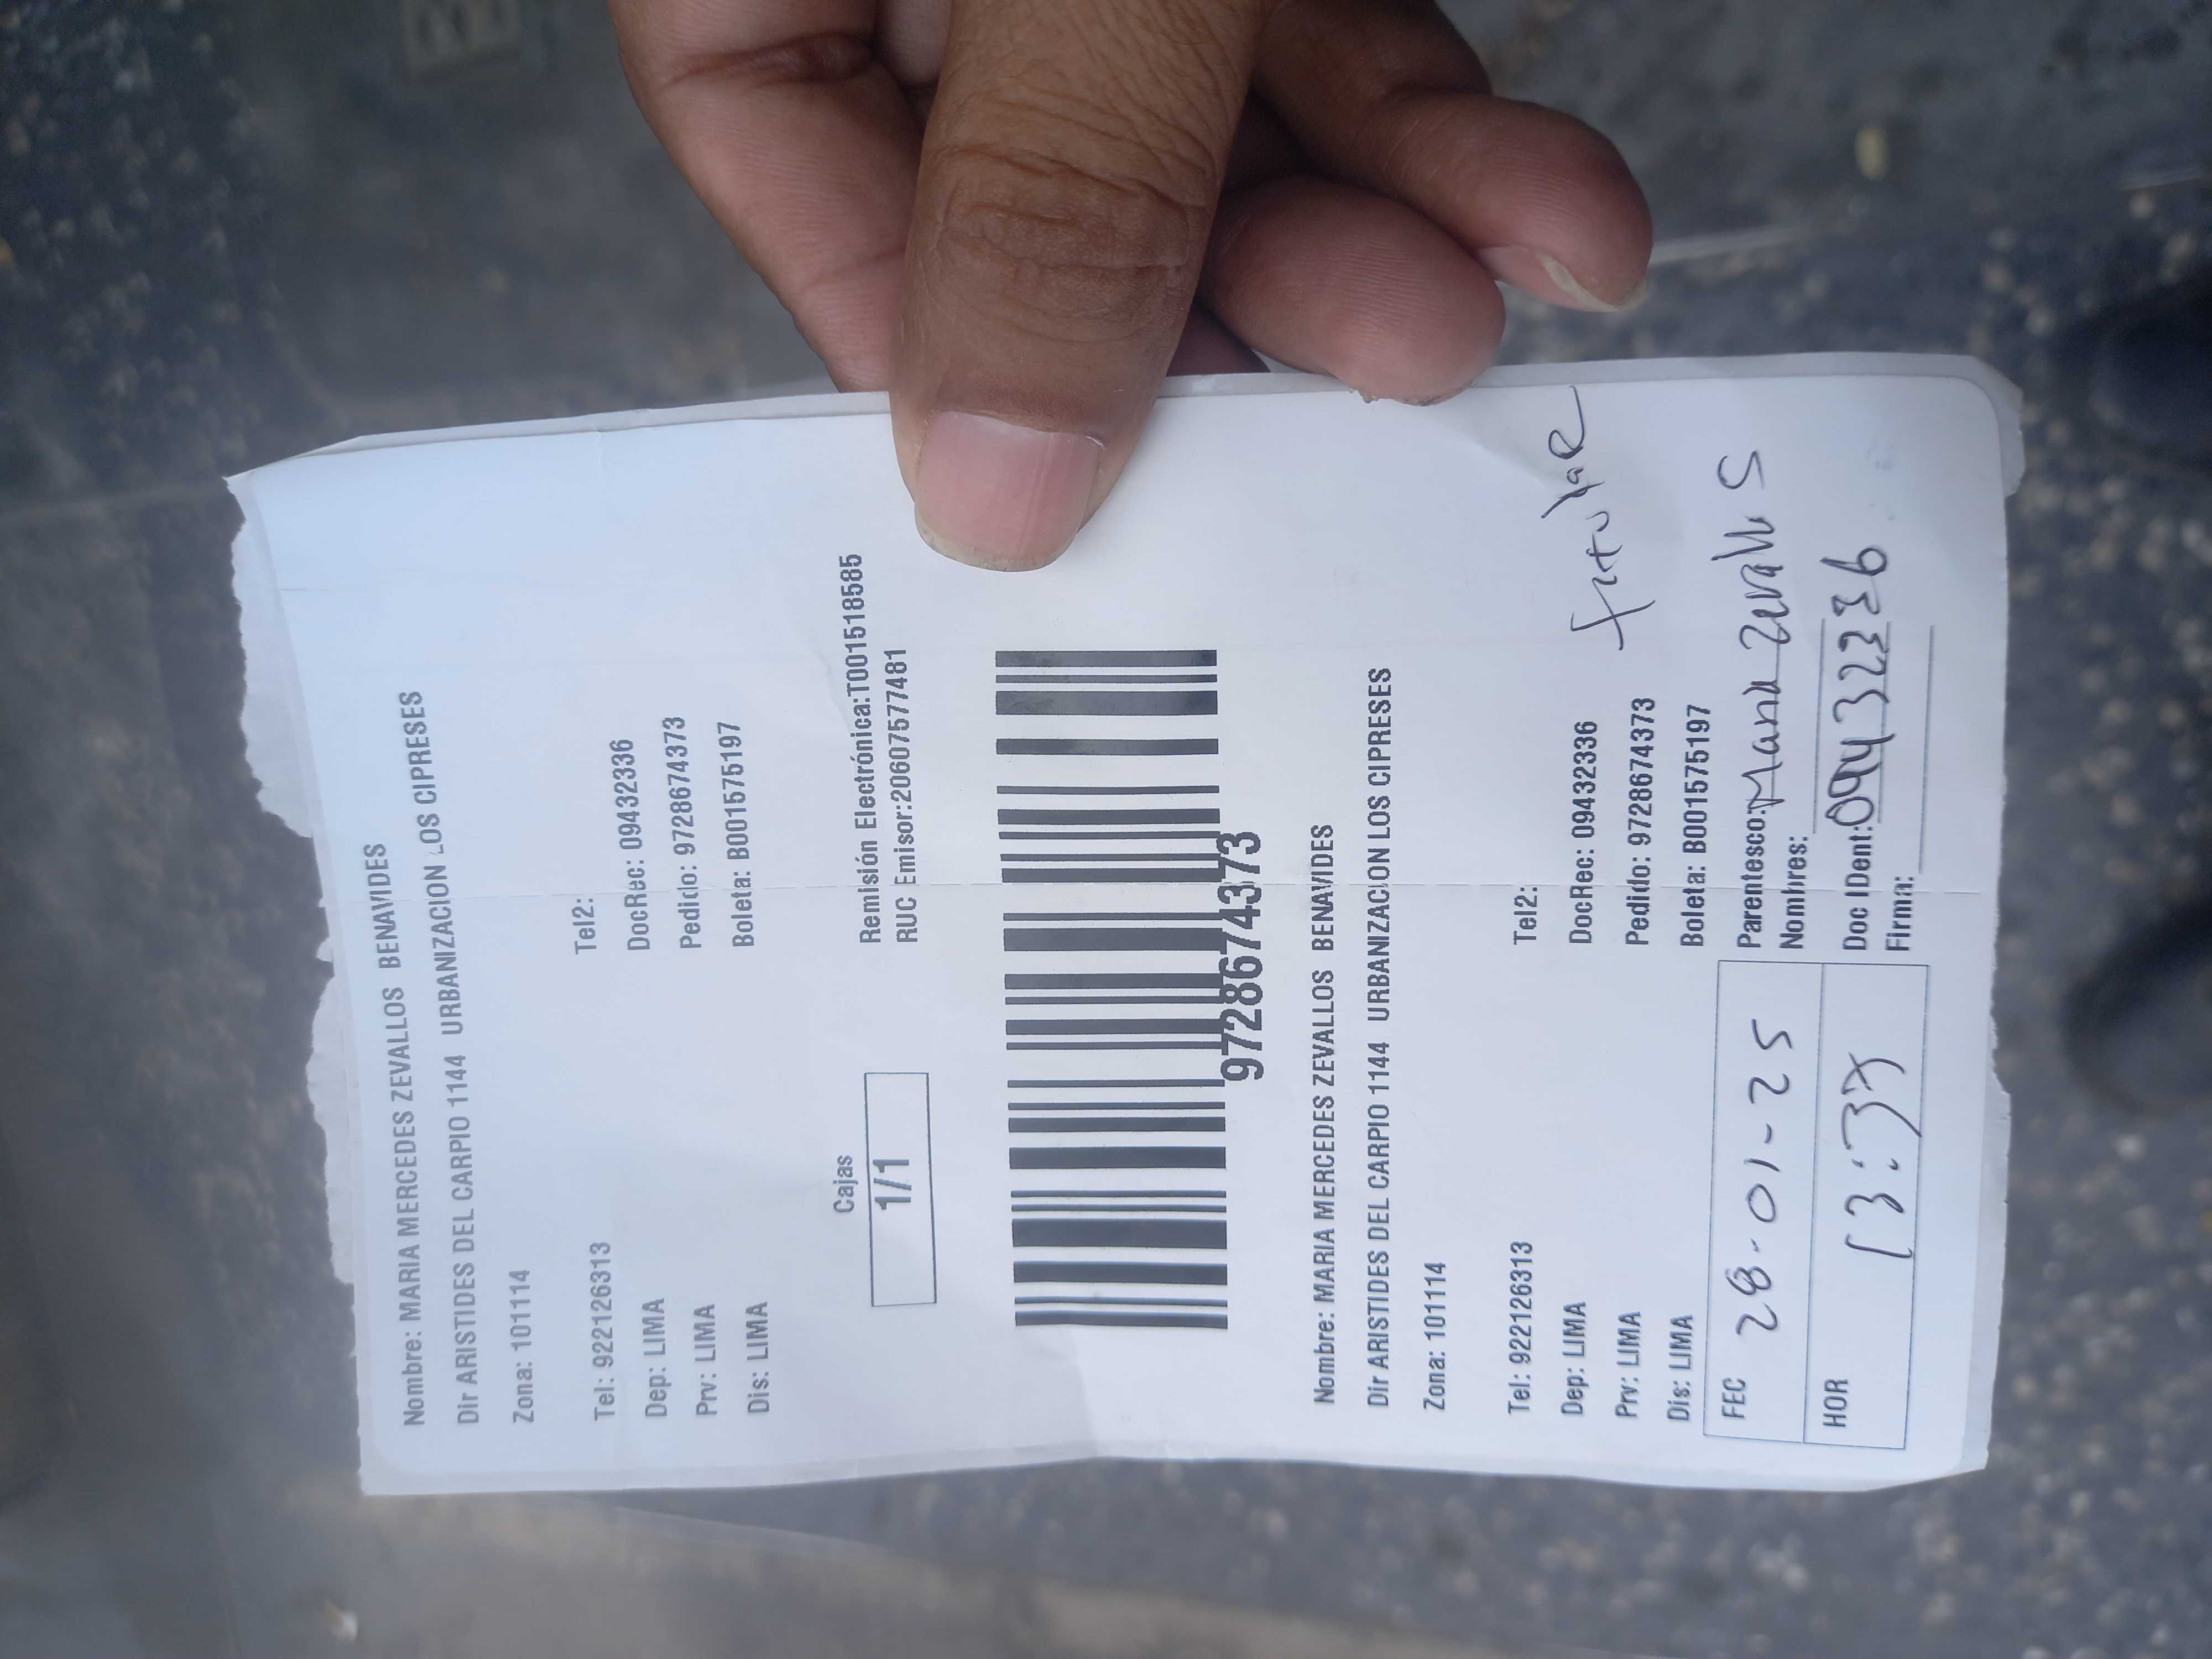 Nombre: MARIA MERCEDES ZEVALLOS BENAVIDES
Dir ARISTIDES DEL CARPIO 1144 URBANIZACION LOS CIPRESES
Zona: 101114
Tel: 922126313 Tel2:
Dep: LIMA DocRec: 09432336
Prv: LIMA Pedido: 9728674373
Dis: LIMA Boleta: B001575197
Cajas
1/1
Remisión Electrónica:T001518585
RUC Emisor:20607577481
9728674373
Nombre: MARIA MERCEDES ZEVALLOS BENAVIDES
Dir ARISTIDES DEL CARPIO 1144 URBANIZACION LOS CIPRESES
Zona: 101114
Tel: 922126313 Tel2:
Dep: LIMA DocRec: 09432336
Prv: LIMA Pedido: 9728674373
Dis: LIMA Boleta: B001575197
FEC 28-01-25 Parentesco: Maria
Nombres:
HOR 13:37 Doc IDent:
Firma: